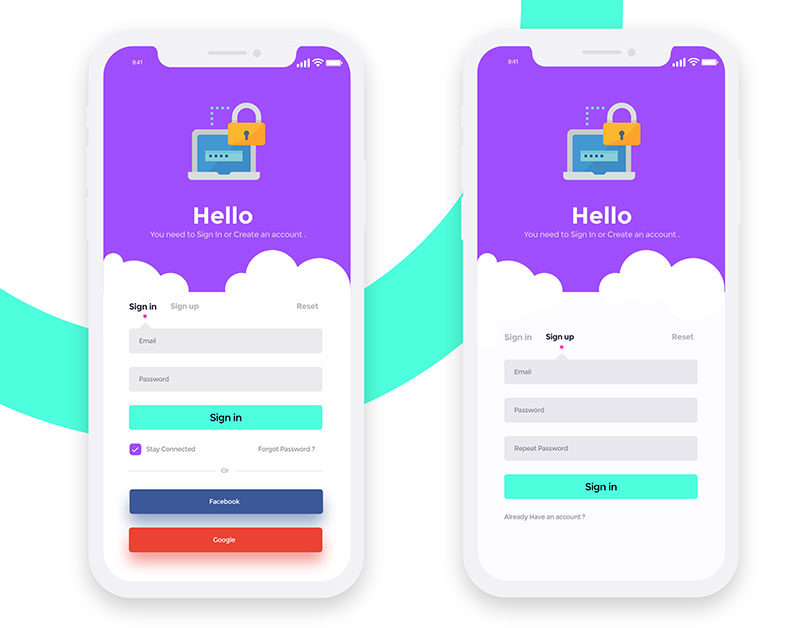 9:41
Hello
You need to Sign In or Create an account .
Sign in Sign up Reset
Email
Password
Sign in
Stay Connected Forgot Password ?
Or
Facebook
Google
9:41
Hello
You need to Sign In or Create an account .
Sign in Sign up Reset
Email
Password
Repeat Password
Sign in
Already Have an account ?